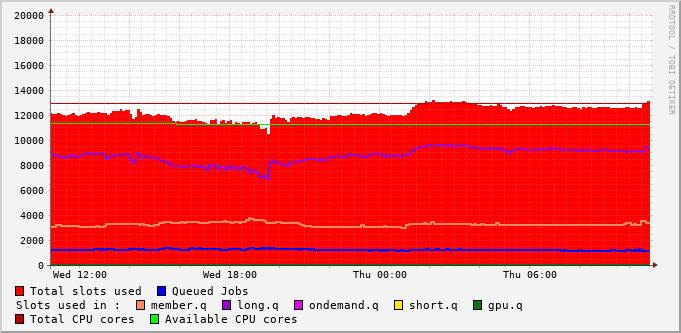 20000
18000
16000
14000
12000
10000
8000
6000
4000
2000
0
Wed 12:00 Wed 18:00 Thu 00:00 Thu 06:00
RRDTOOL / TOBI OETIKER
Total slots used Queued Jobs
Slots used in : member.q long.q ondemand.q short.q gpu.q
Total CPU cores Available CPU cores